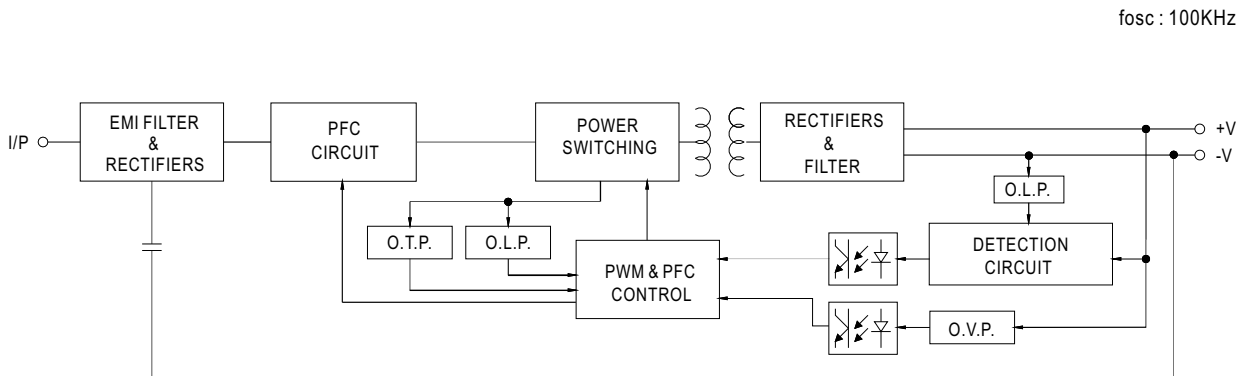 fosc : 100KHz
I/P
EMI FILTER
&
RECTIFIERS
PFC
CIRCUIT
POWER
SWITCHING
RECTIFIERS
&
FILTER
+V
-V
O.L.P.
O.T.P.
O.L.P.
PWM & PFC
CONTROL
DETECTION
CIRCUIT
O.V.P.